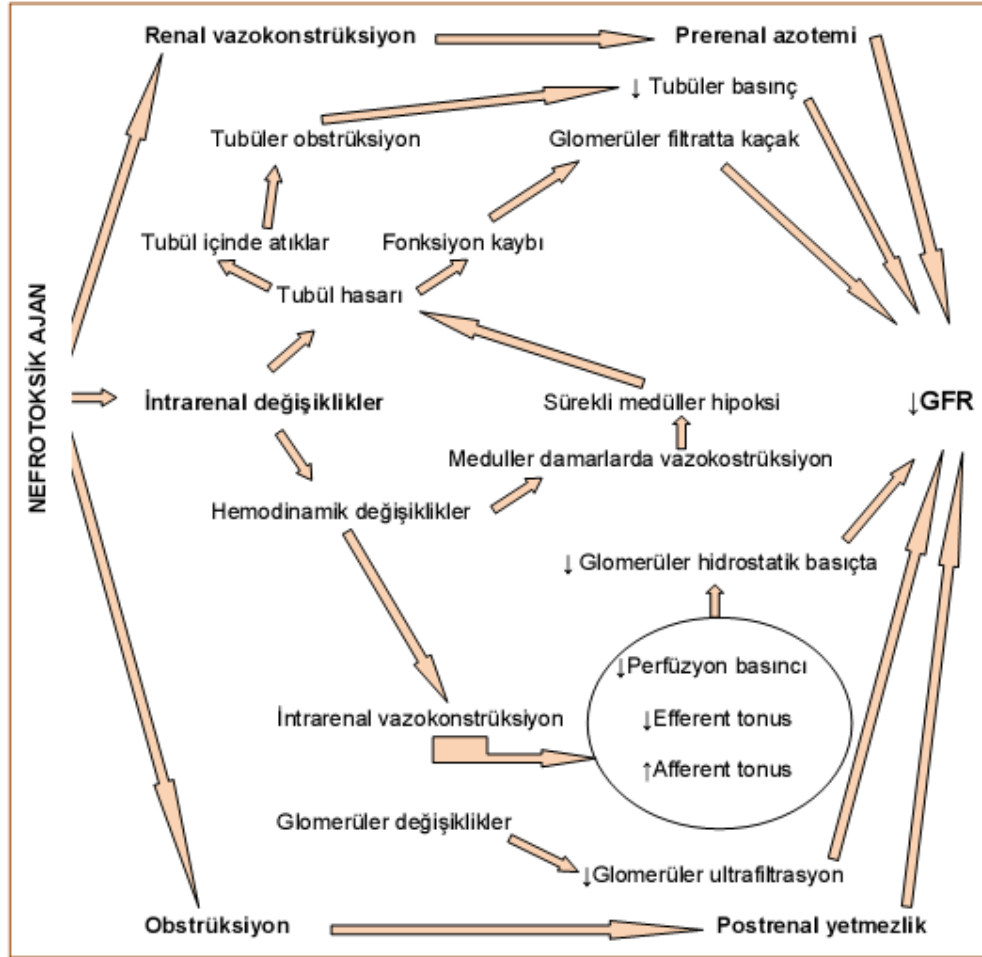 Renal vazokonstrüksiyon
Prerenal azotemi
↓ Tubüler basınç
Tubüler obstrüksiyon
Glomerüler filtratta kaçak
Tubül içinde atıklar
Fonksiyon kaybı
Tubül hasarı
NEFROTOKSİK AJAN
İntrarenal değişiklikler
Sürekli medüller hipoksi
↓GFR
Meduller damarlarda vazokostrüksiyon
Hemodinamik değişiklikler
↓ Glomerüler hidrostatik basıçta
↓Perfüzyon basıncı
İntrarenal vazokonstrüksiyon
↓Efferent tonus
↑Afferent tonus
Glomerüler değişiklikler
↓Glomerüler ultrafiltrasyon
Obstrüksiyon
Postrenal yetmezlik